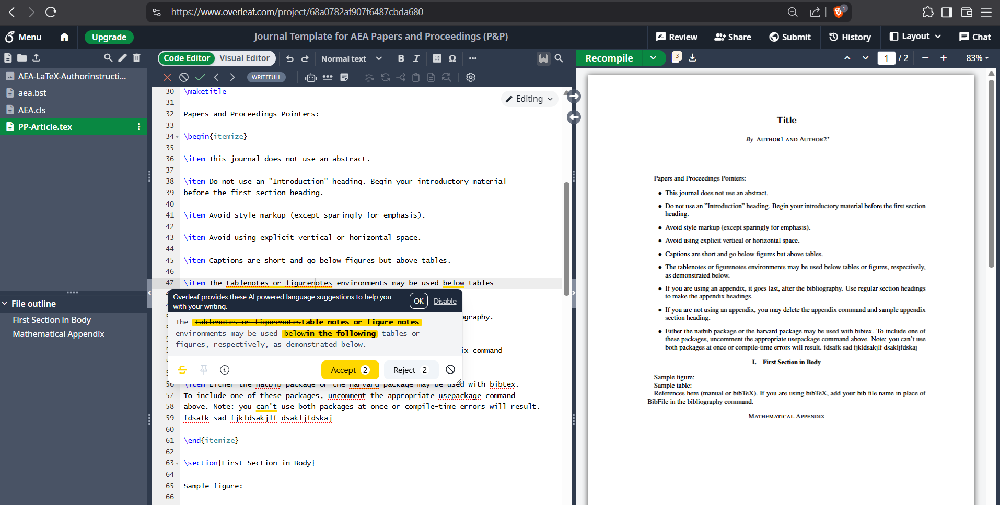 https://www.overleaf.com/project/68a0782af907f6487cbda680
1
Menu
Upgrade
Journal Template for AEA Papers and Proceedings (P&P)
Review
Share
Submit
History
Layout
Chat
Code Editor
Visual Editor
Normal text
B
I
Ω
Recompile
3
1
/ 2
83%
WRITEFULL
AEA-LaTeX-Authorinstructi...
aea.bst
AEA.cls
PP-Article.tex
File outline
First Section in Body
Mathematical Appendix
Editing
30 \maketitle
31
32 Papers and Proceedings Pointers:
33
34 \begin{itemize}
35
36 \item This journal does not use an abstract.
37
38 \item Do not use an "Introduction" heading. Begin your introductory material
39 before the first section heading.
40
41 \item Avoid style markup (except sparingly for emphasis).
42
43 \item Avoid using explicit vertical or horizontal space.
44
45 \item Captions are short and go below figures but above tables.
46
47 \item The tablenotes or figurenotes environments may be used below tables
Overleaf provides these AI powered language suggestions to help you
with your writing.
OK
Disable
The tablenotes or figurenotestable notes or figure notes
environments may be used belowin the following tables or
figures, respectively, as demonstrated below.
Accept 2
Reject 2
ography.
ix command
56 \item Either the natbib package or the harvard package may be used with bibtex.
57 To include one of these packages, uncomment the appropriate usepackage command
58 above. Note: you can't use both packages at once or compile-time errors will result.
59 fdsafk sad fjkldsakjlf dsakljfdskaj
60
61 \end{itemize}
62
63 \section{First Section in Body}
64
65 Sample figure:
66
Title
By AUTHOR1 AND AUTHOR2*
Papers and Proceedings Pointers:
• This journal does not use an abstract.
• Do not use an ”Introduction” heading. Begin your introductory material before the first section
heading.
• Avoid style markup (except sparingly for emphasis).
• Avoid using explicit vertical or horizontal space.
• Captions are short and go below figures but above tables.
• The tablenotes or figurenotes environments may be used below tables or figures, respectively,
as demonstrated below.
• If you are using an appendix, it goes last, after the bibliography. Use regular section headings
to make the appendix headings.
• If you are not using an appendix, you may delete the appendix command and sample appendix
section heading.
• Either the natbib package or the harvard package may be used with bibtex. To include one of
these packages, uncomment the appropriate usepackage command above. Note: you can’t use
both packages at once or compile-time errors will result. fdsafk sad fjkldsakjlf dsakljfdskaj
I. First Section in Body
Sample figure:
Sample table:
References here (manual or bibTeX). If you are using bibTeX, add your bib file name in place of
BibFile in the bibliography command.
MATHEMATICAL APPENDIX